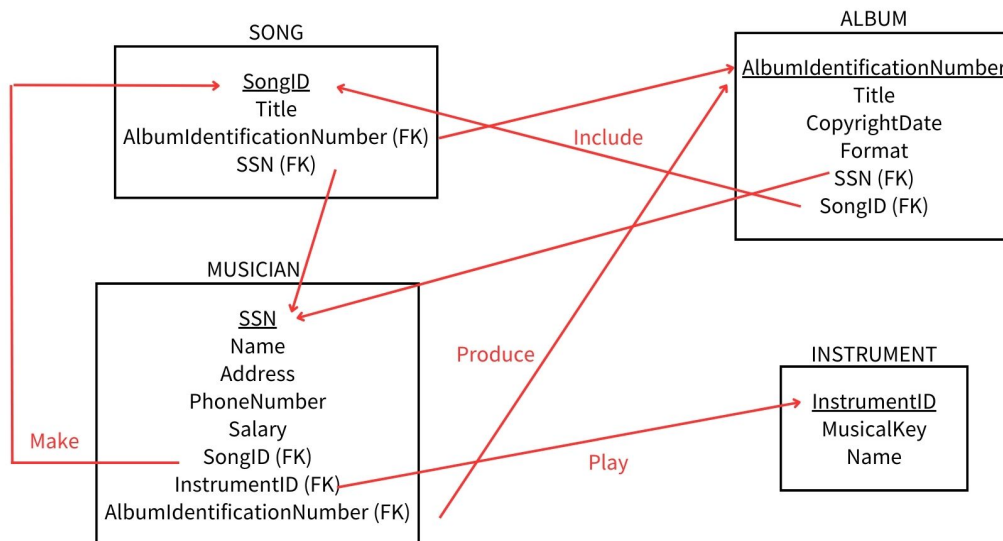 SONG
SongID
Title
AlbumIdentificationNumber (FK)
SSN (FK)
ALBUM
AlbumIdentificationNumber
Title
CopyrightDate
Format
SSN (FK)
SongID (FK)
Include
MUSICIAN
SSN
Name
Address
PhoneNumber
Salary
SongID (FK)
InstrumentID (FK)
AlbumIdentificationNumber (FK)
Make
Produce
Play
INSTRUMENT
InstrumentID
MusicalKey
Name